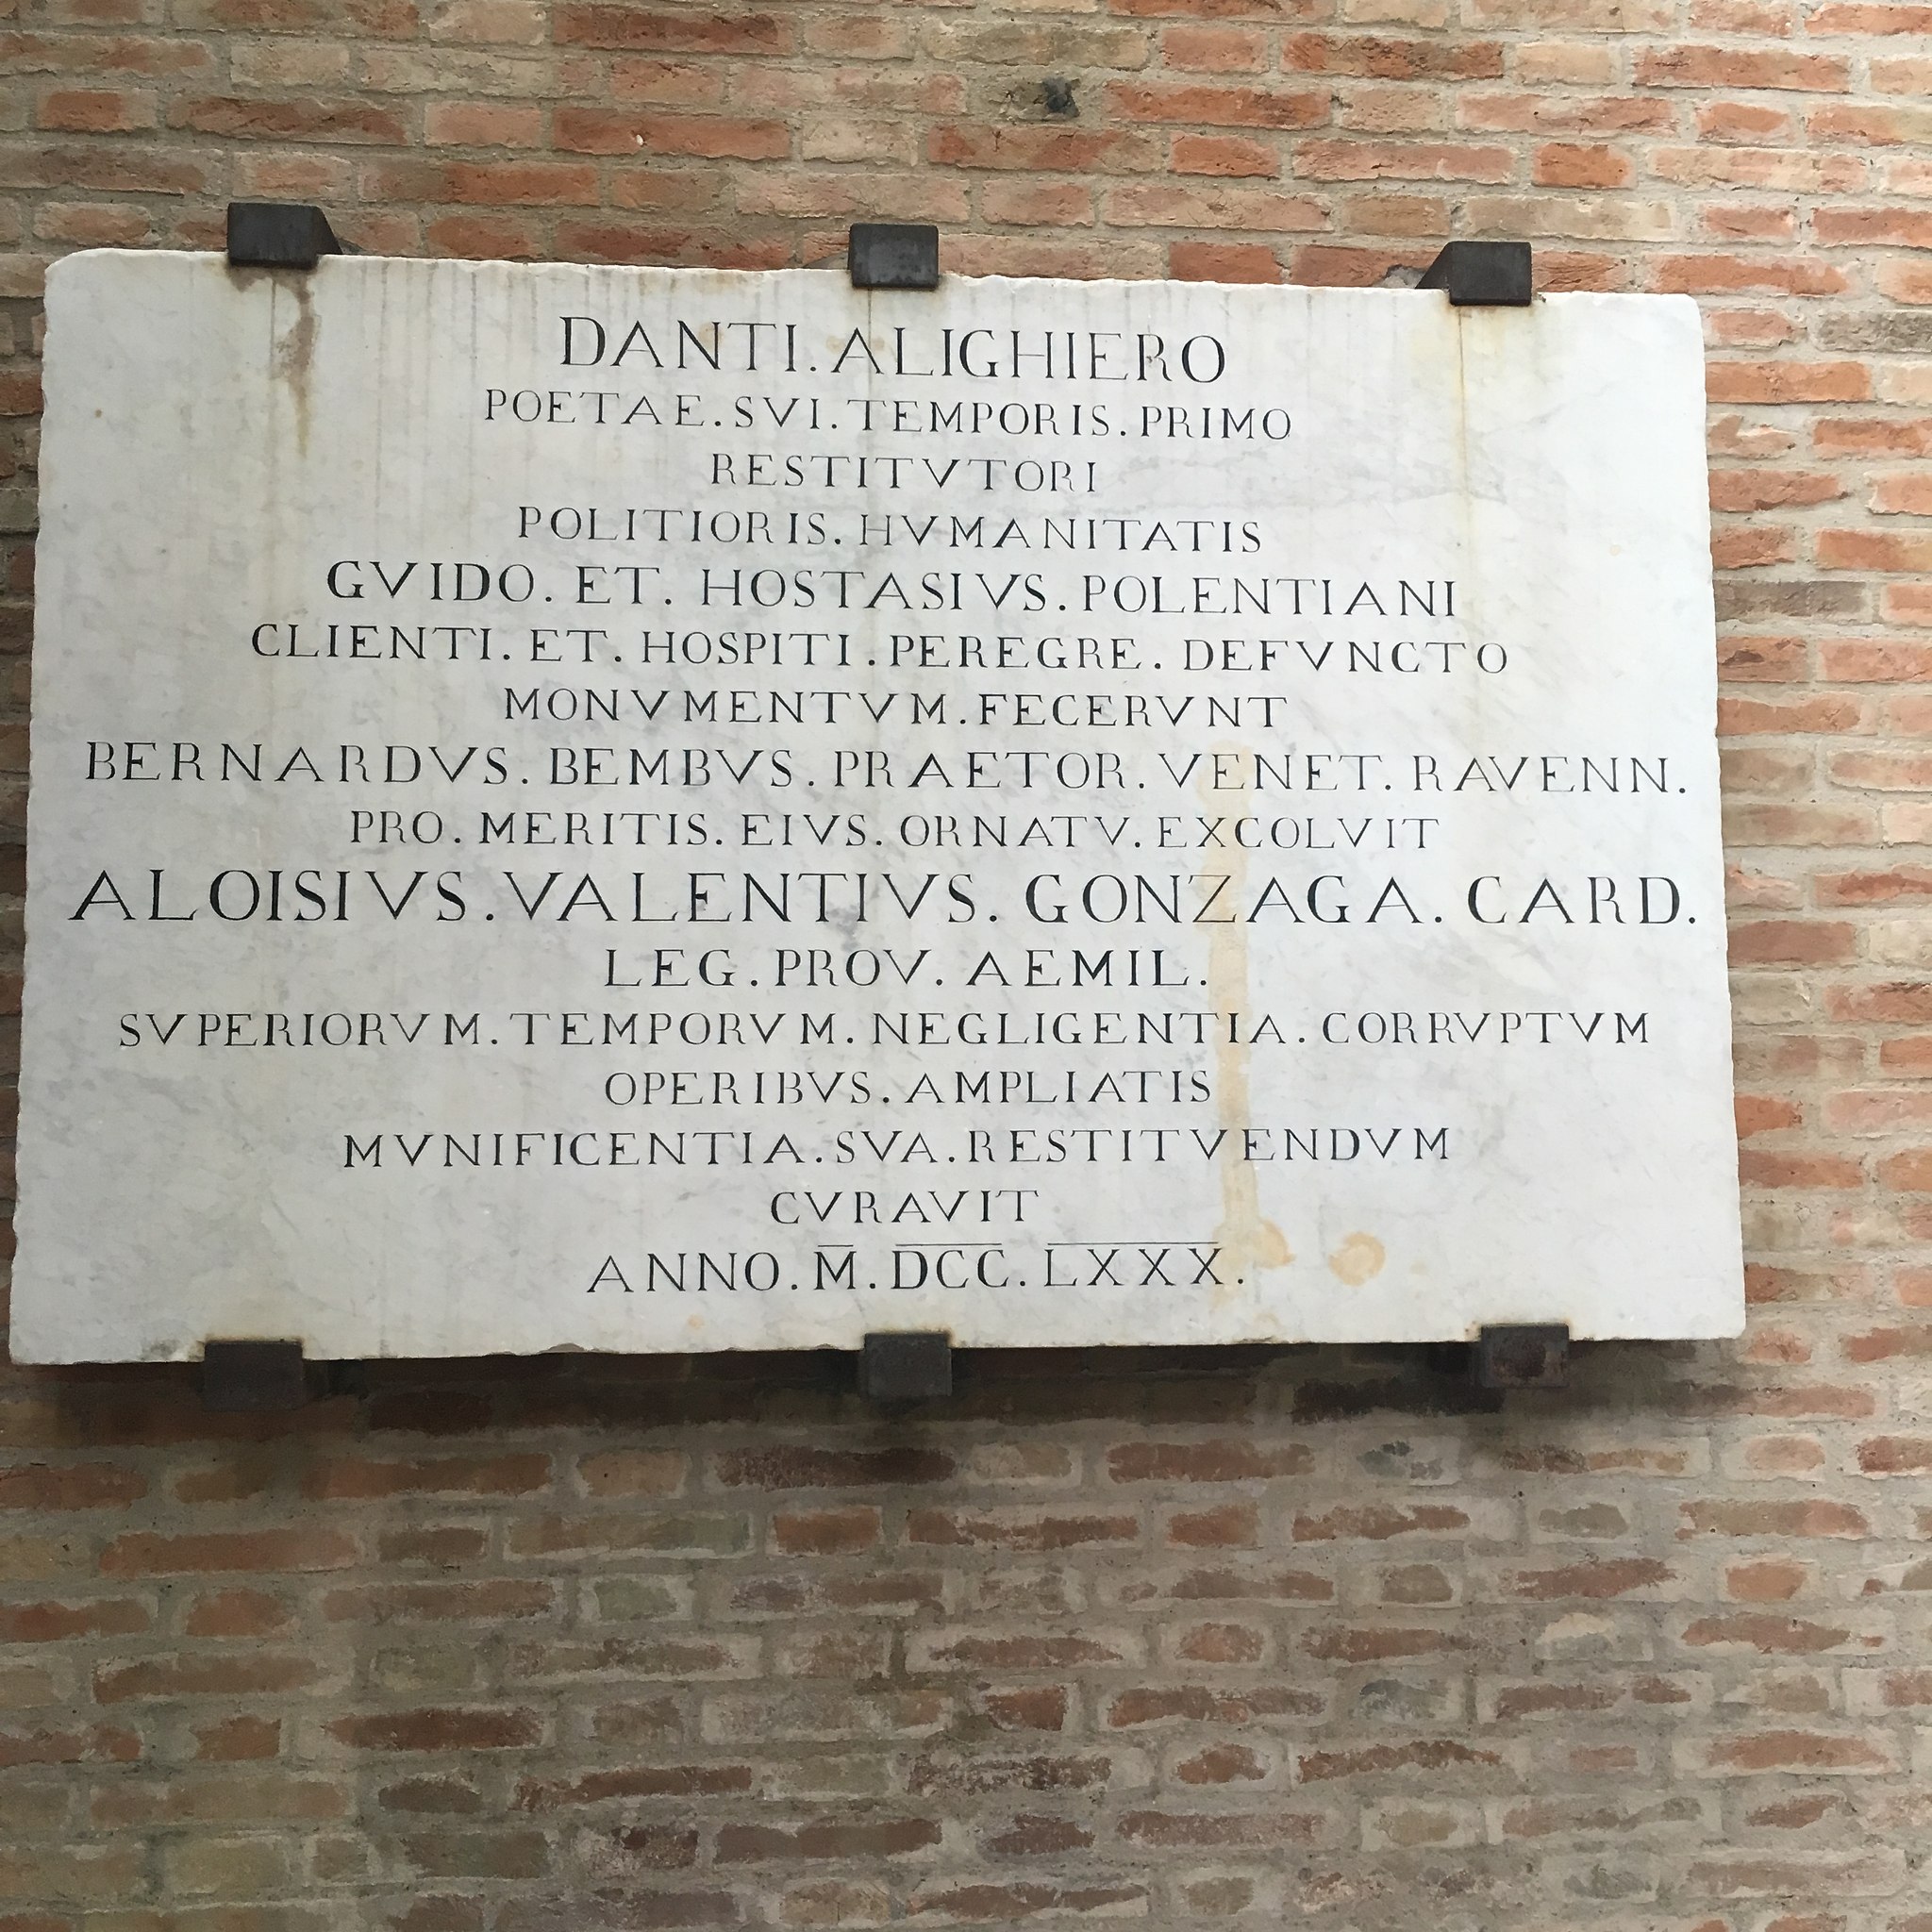 DANTI.ALIGHIERO
POETAE.SVI.TEMPORIS.PRIMO
RESTITVTORI
POLITIORIS.HVMANITATIS
GVIDO.ET.HOSTASIVS.POLENTIANI
CLIENTI.ET.HOSPITI.PEREGRE.DEFVNCTO
MONVMENTVM.FECERVNT
BERNARDVS.BEMBVS.PRAETOR.VENET.RAVENN.
PRO.MERITIS.EIVS.ORNATV.EXCOLVIT
ALOISIVS.VALENTIVS.GONZAGA.CARD.
LEG.PROV.AEMIL.
SVPERIORVM.TEMPORVM.NEGLIGENTIA.CORRVPTVM
OPERIBVS.AMPLIATIS
MVNIFICENTIA.SVA.RESTITVENDVM
CVRAVIT
ANNO.M̅.D̅C̅C̅.L̅X̅X̅X̅.